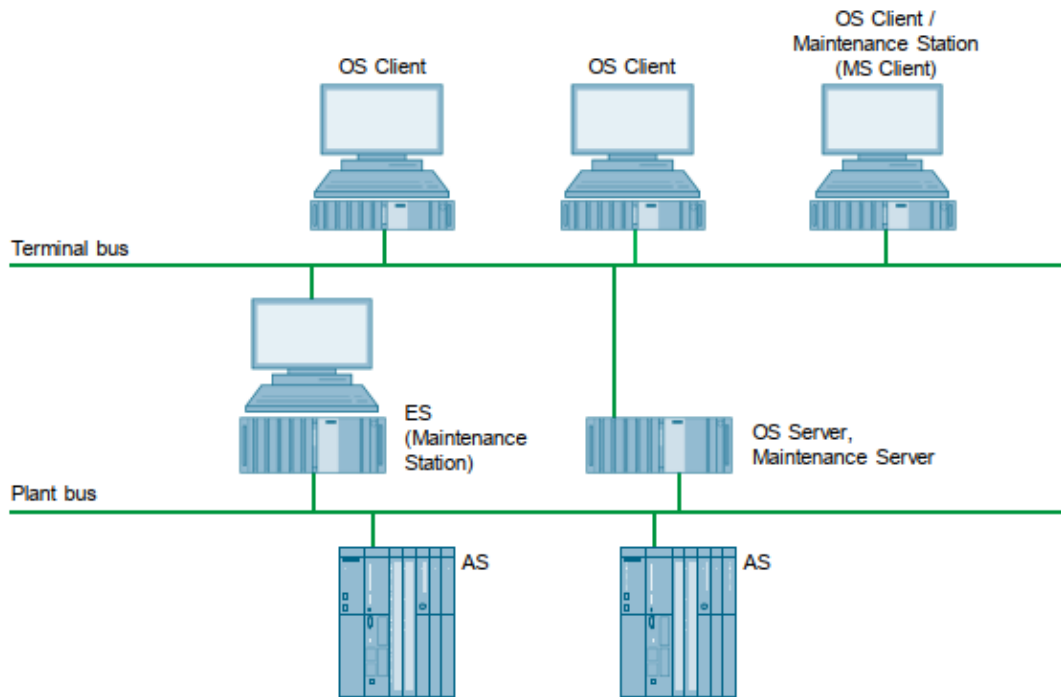 OS Client
OS Client
OS Client /
Maintenance Station
(MS Client)
Terminal bus
ES
(Maintenance
Station)
OS Server,
Maintenance Server
Plant bus
AS
AS